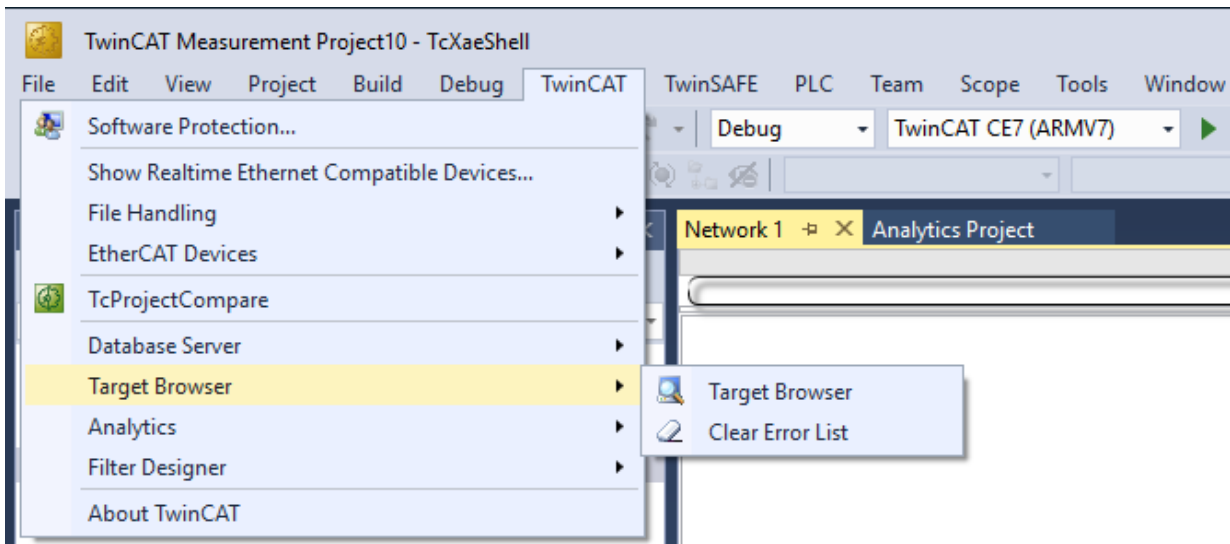 TwinCAT Measurement Project10 - TcXaeShell
File Edit View Project Build Debug TwinCAT TwinSAFE PLC Team Scope Tools Window
Software Protection...
Debug TwinCAT CE7 (ARMV7)
Show Realtime Ethernet Compatible Devices...
File Handling
Network 1 Analytics Project
EtherCAT Devices
TcProjectCompare
Database Server
Target Browser
Target Browser
Analytics
Clear Error List
Filter Designer
About TwinCAT